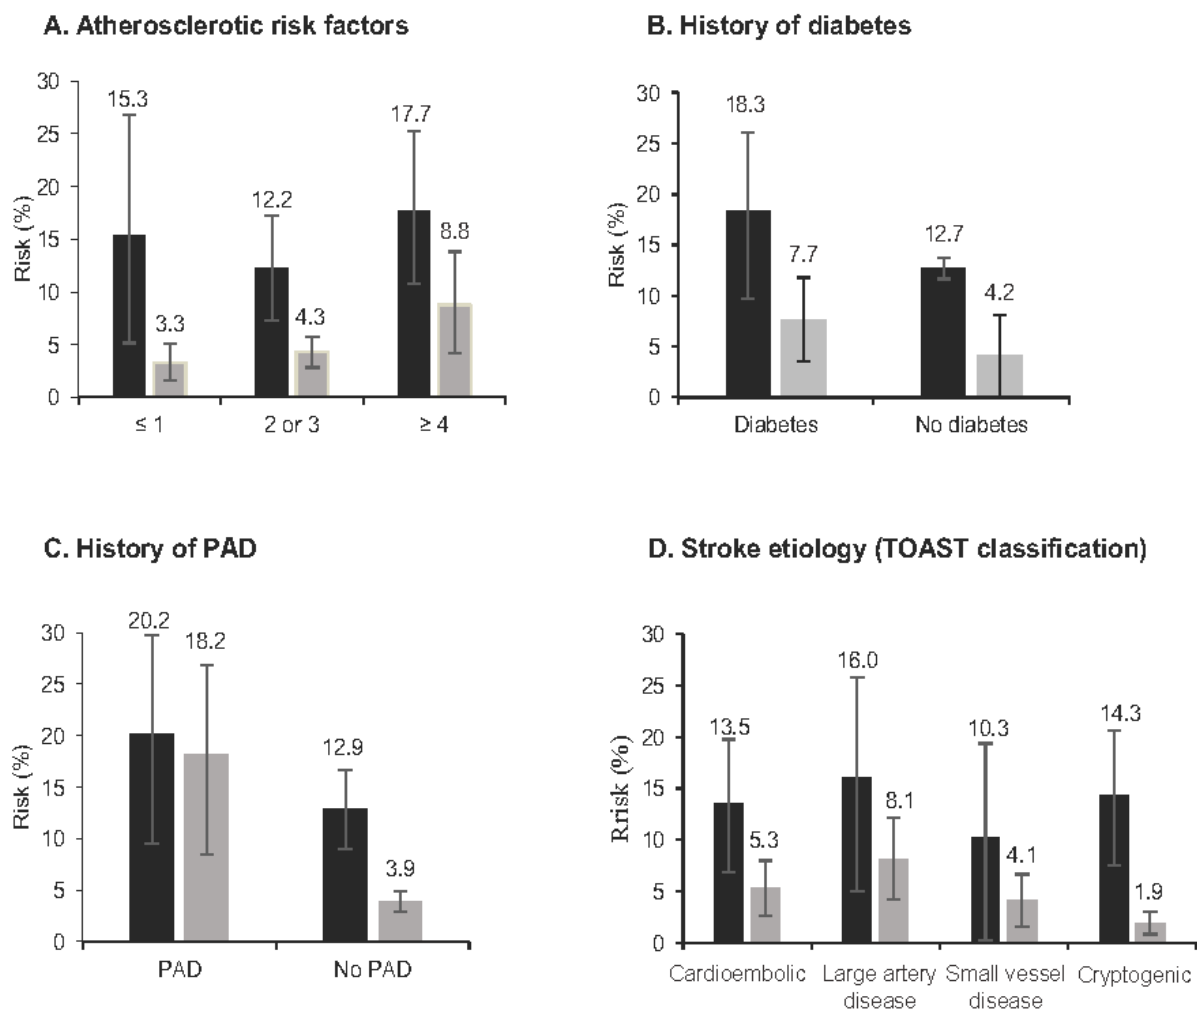 A. Atherosclerotic risk factors
30
25
20
15
10
5
0
Risk (%)
15.3
3.3
12.2
4.3
17.7
8.8
≤ 1
2 or 3
≥ 4
B. History of diabetes
30
25
20
15
10
5
0
Risk (%)
18.3
7.7
12.7
4.2
Diabetes
No diabetes
C. History of PAD
30
25
20
15
10
5
0
Risk (%)
20.2
18.2
12.9
3.9
PAD
No PAD
D. Stroke etiology (TOAST classification)
30
25
20
15
10
5
0
Rrisk (%)
13.5
5.3
16.0
8.1
10.3
4.1
14.3
1.9
Cardioembolic
Large artery
disease
Small vessel
disease
Cryptogenic